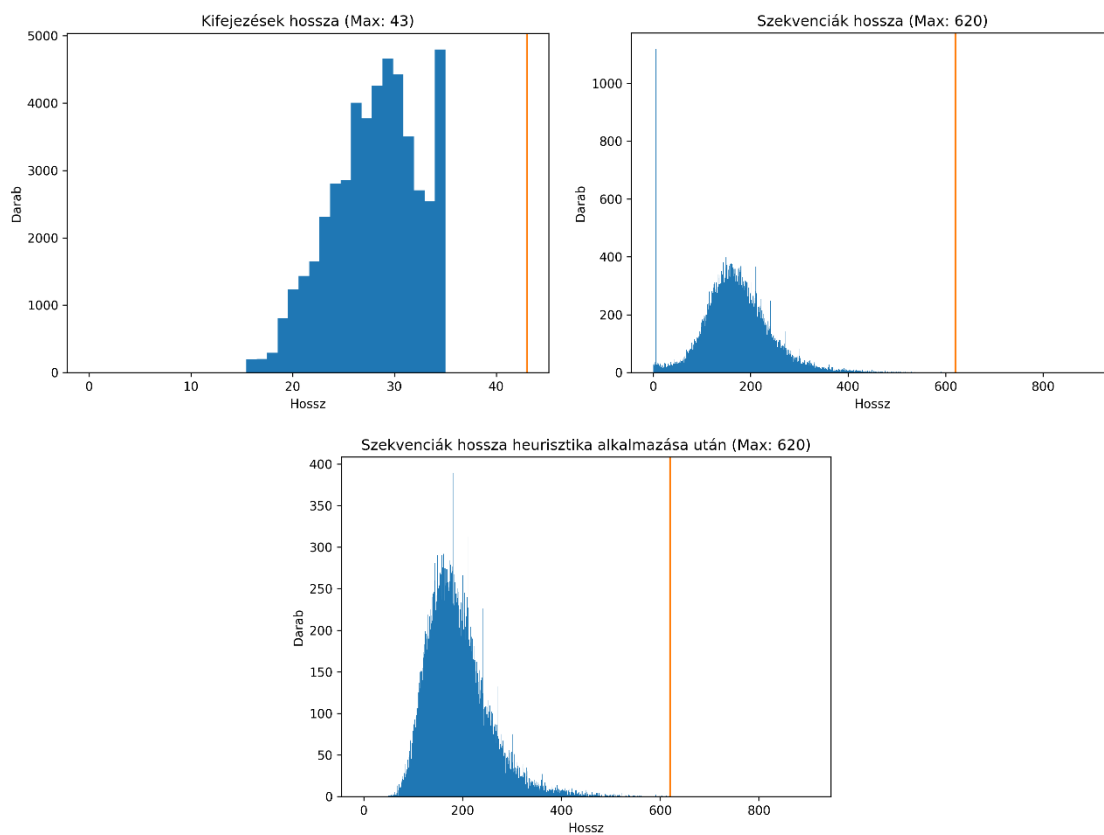 Kifejezések hossza (Max: 43)
5000
4000
3000
2000
1000
0
Darab
0 10 20 30 40
Hossz
Szekvenciák hossza (Max: 620)
1000
800
600
400
200
0
Darab
0 200 400 600 800
Hossz
Szekvenciák hossza heurisztika alkalmazása után (Max: 620)
400
350
300
250
200
150
100
50
0
Darab
0 200 400 600 800
Hossz